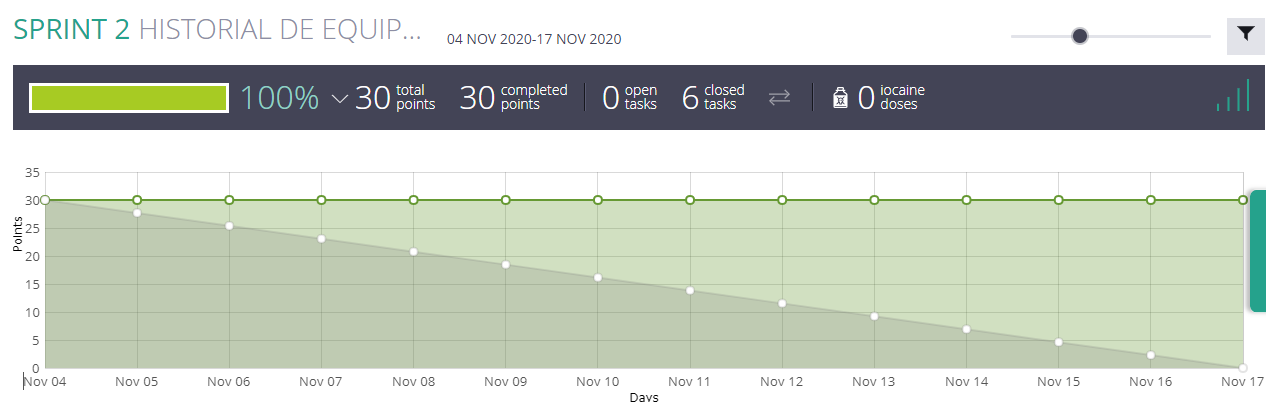 SPRINT 2 HISTORIAL DE EQUIP...
04 NOV 2020-17 NOV 2020
100% 30 total points 30 completed points 0 open tasks 6 closed tasks 0 iocaine doses
35
30
25
20
15
10
5
0
Points
Nov 04 Nov 05 Nov 06 Nov 07 Nov 08 Nov 09 Nov 10 Nov 11 Nov 12 Nov 13 Nov 14 Nov 15 Nov 16 Nov 17
Days